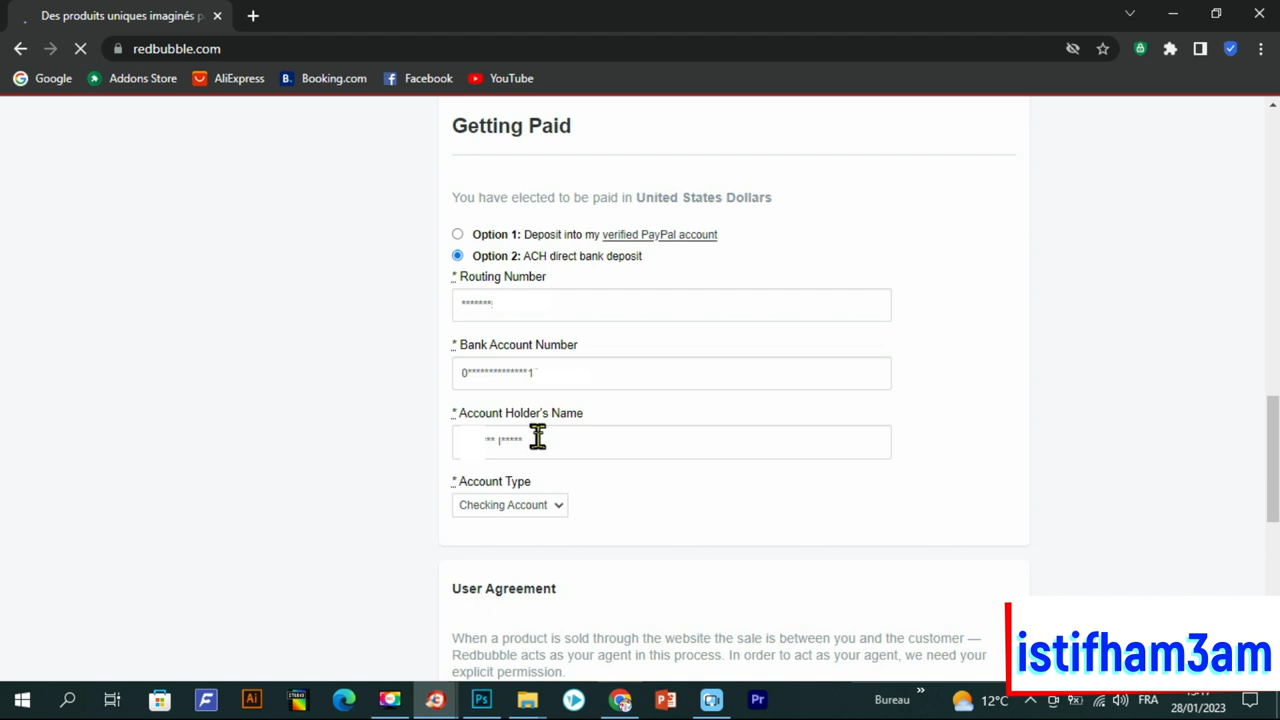 Des produits uniques imaginés p
redbubble.com
Google
Addons Store
AliExpress
B. Booking.com
Facebook
YouTube
Getting Paid
You have elected to be paid in United States Dollars
Option 1: Deposit into my verified PayPal account
Option 2: ACH direct bank deposit
* Routing Number
*******
* Bank Account Number
0**************1
* Account Holder's Name
** I*****
* Account Type
Checking Account
User Agreement
When a product is sold through the website the sale is between you and the customer —
Redbubble acts as your agent in this process. In order to act as your agent, we need your
explicit permission.
istifham3am
Ai
Ps
Pr
Bureau
»
12°C
FRA
28/01/2023